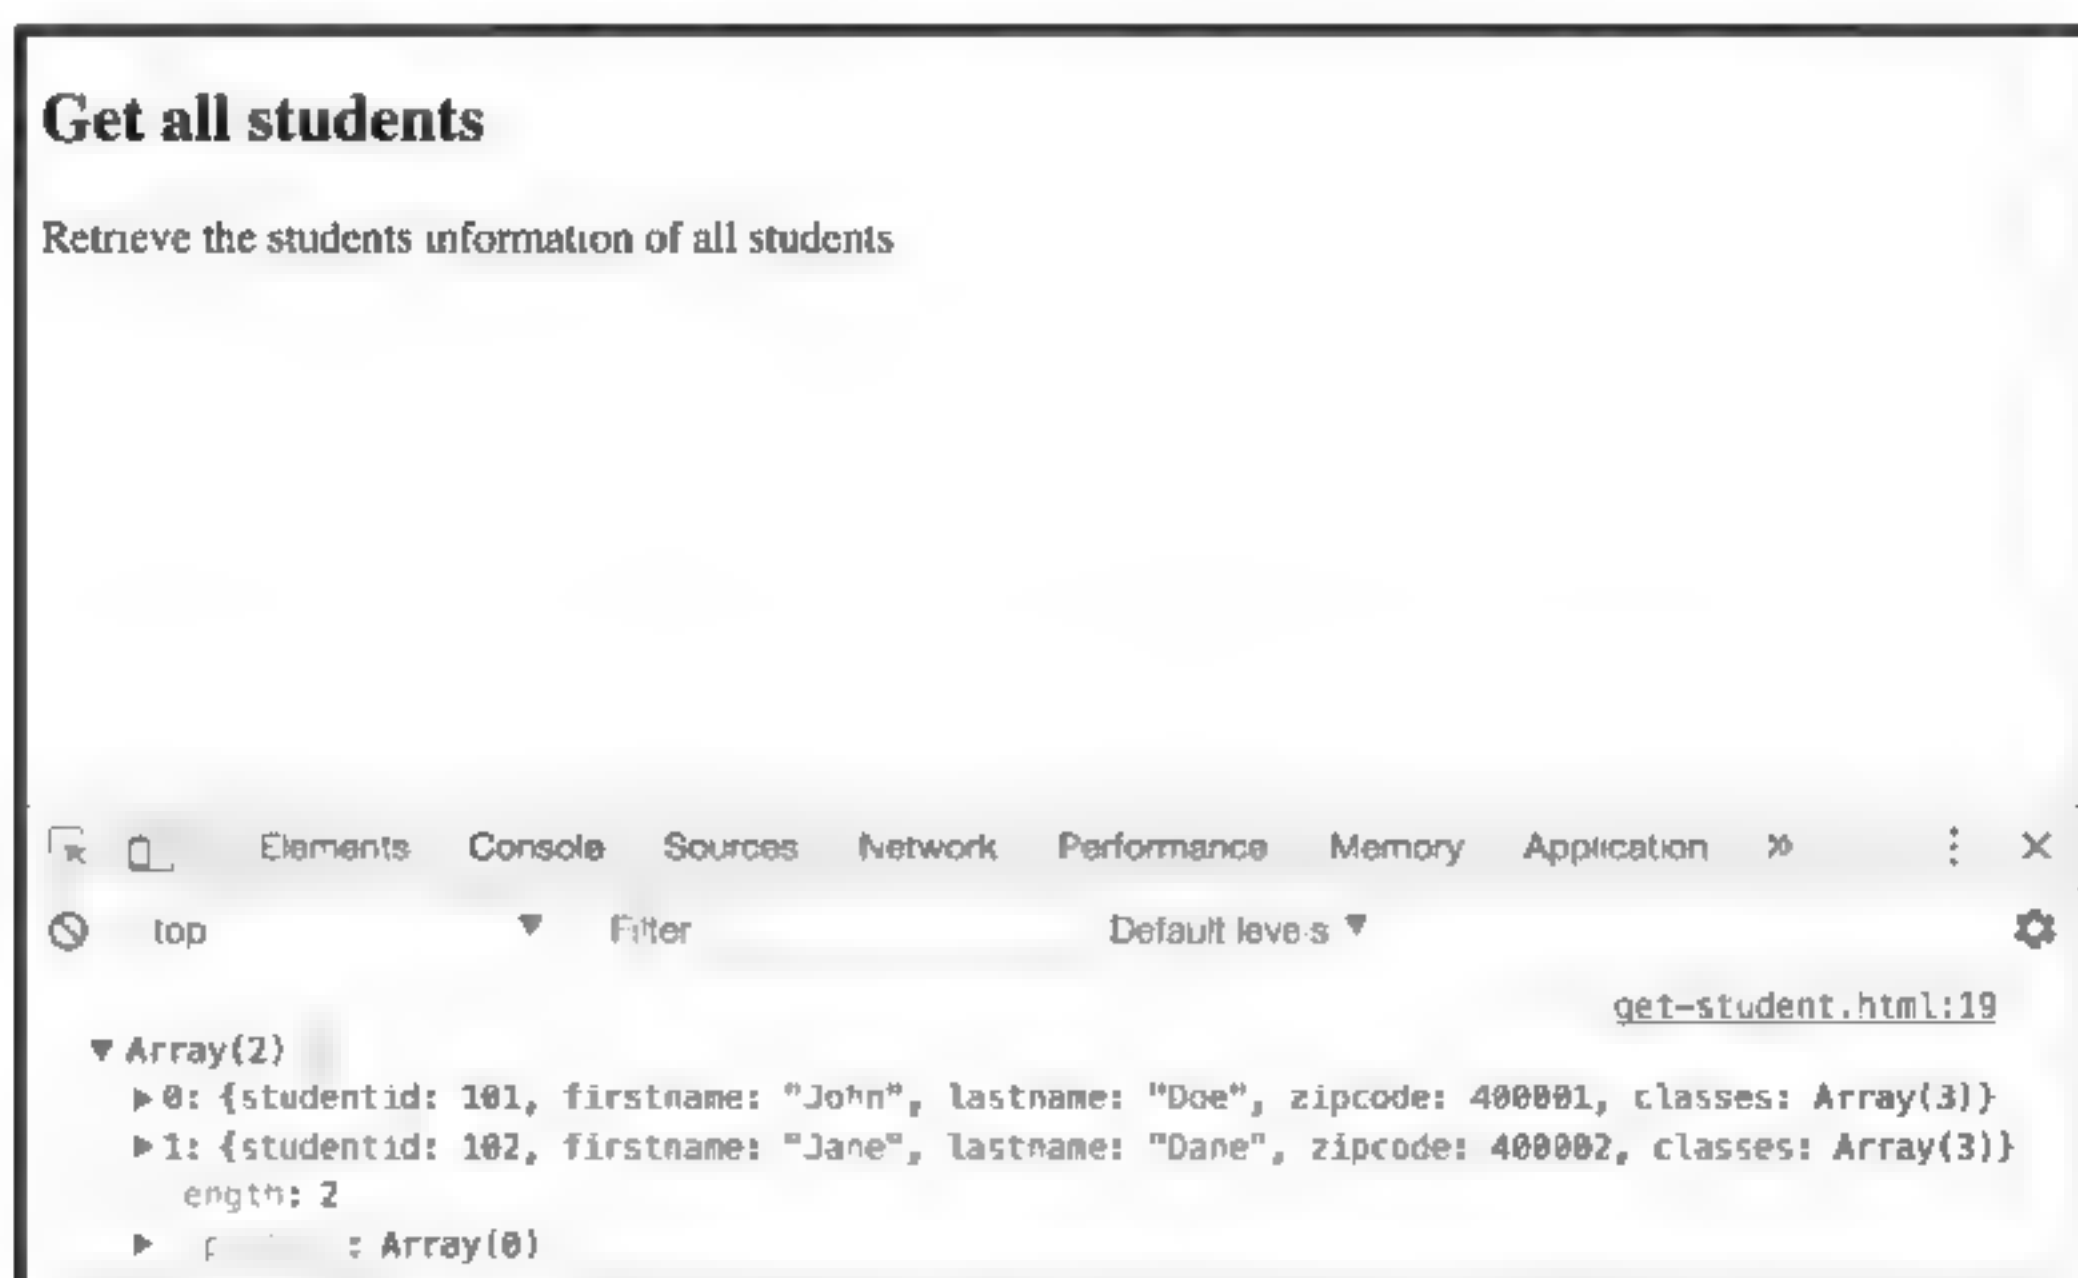 Get all students
Retrieve the students information of all students
Elements Console Sources Network Performance Memory Application »
top ▼ Filter Default levels ▼
get-student.html:19
▼ Array(2)
▶ 0: {studentid: 101, firstname: "John", lastname: "Doe", zipcode: 400001, classes: Array(3)}
▶ 1: {studentid: 102, firstname: "Jane", lastname: "Dane", zipcode: 400002, classes: Array(3)}
length: 2
▶ : Array(0)